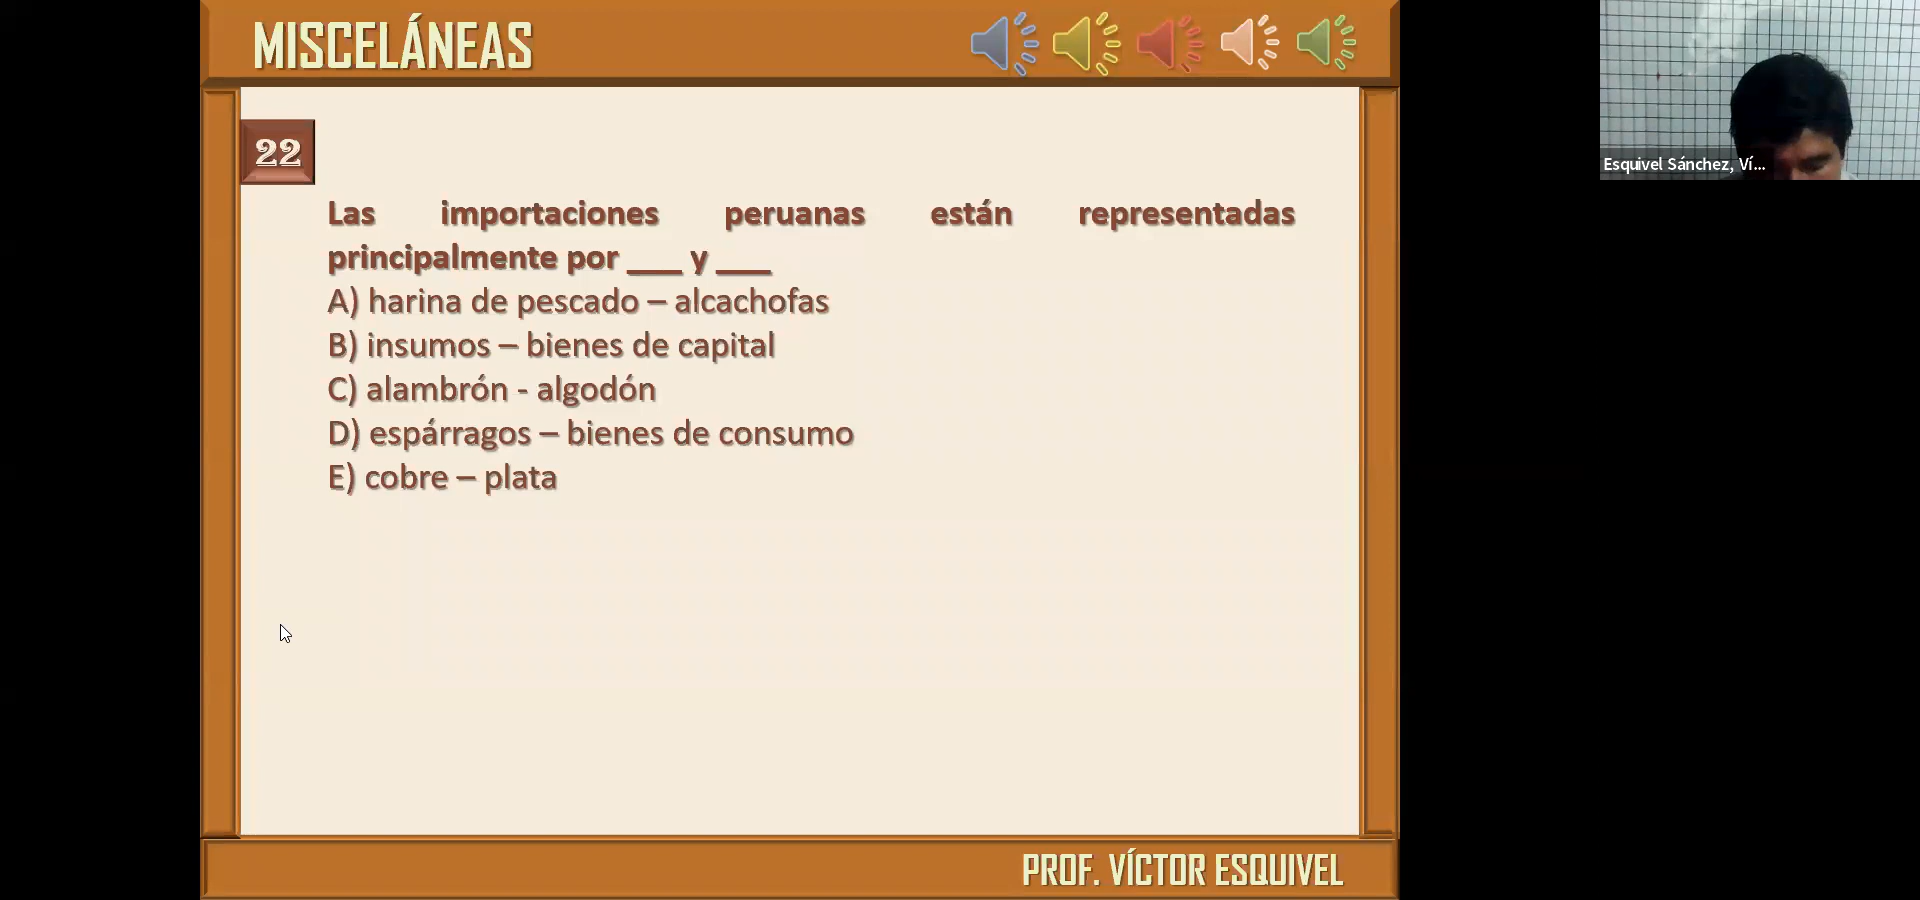 MISCELÁNEAS
22
Las importaciones peruanas están representadas
principalmente por ___ y ___
A) harina de pescado – alcachofas
B) insumos – bienes de capital
C) alambrón - algodón
D) espárragos – bienes de consumo
E) cobre – plata
Esquivel Sánchez, Ví...
PROF. VÍCTOR ESQUIVEL